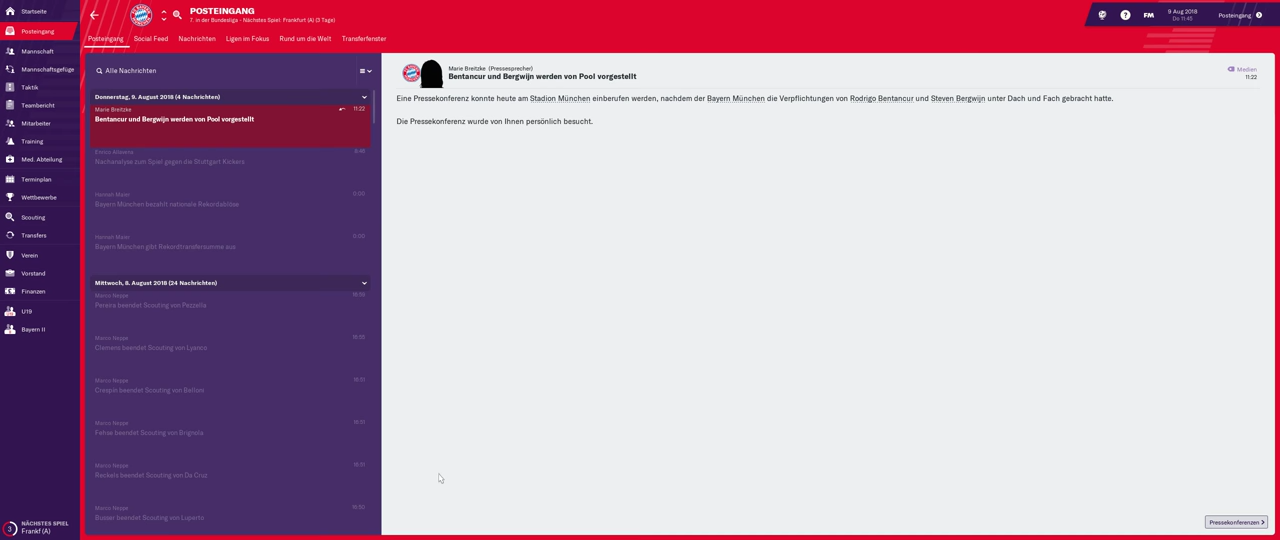 Startseite
Posteingang
Mannschaft
Mannschaftsgefüge
Taktik
Teambericht
Mitarbeiter
Training
Med. Abteilung
Terminplan
Wettbewerbe
Scouting
Transfers
Verein
Vorstand
Finanzen
U19
Bayern II
3
NÄCHSTES SPIEL
Frankf (A)
POSTEINGANG
7. in der Bundesliga - Nächstes Spiel: Frankfurt (A) (3 Tage)
FM
9 Aug 2018
Do 11:45
Posteingang
Posteingang Social Feed Nachrichten Ligen im Fokus Rund um die Welt Transferfenster
Alle Nachrichten
Donnerstag, 9. August 2018 (4 Nachrichten)
Marie Breitzke 11:22
Bentancur und Bergwijn werden von Pool vorgestellt
Nachanalyse zum Spiel gegen die Stuttgart Kickers
Hannah Maier 0:00
Bayern München bezahlt nationale Rekordablöse
Hannah Maier 0:00
Bayern München gibt Rekordtransfersumme aus
Mittwoch, 8. August 2018 (24 Nachrichten)
Marco Neppe
Pereira beendet Scouting von Pezzella
Marco Neppe
Clemens beendet Scouting von Lyanco
Marco Neppe
Crespin beendet Scouting von Belloni
Marco Neppe
Fehse beendet Scouting von Brignola
Marco Neppe
Reckels beendet Scouting von Da Cruz
Marco Neppe
Busser beendet Scouting von Luperto
Marie Breitzke (Pressesprecher)
Bentancur und Bergwijn werden von Pool vorgestellt
Medien
11:22
Eine Pressekonferenz konnte heute am Stadion München einberufen werden, nachdem der Bayern München die Verpflichtungen von Rodrigo Bentancur und Steven Bergwijn unter Dach und Fach gebracht hatte.
Die Pressekonferenz wurde von Ihnen persönlich besucht.
Pressekonferenzen